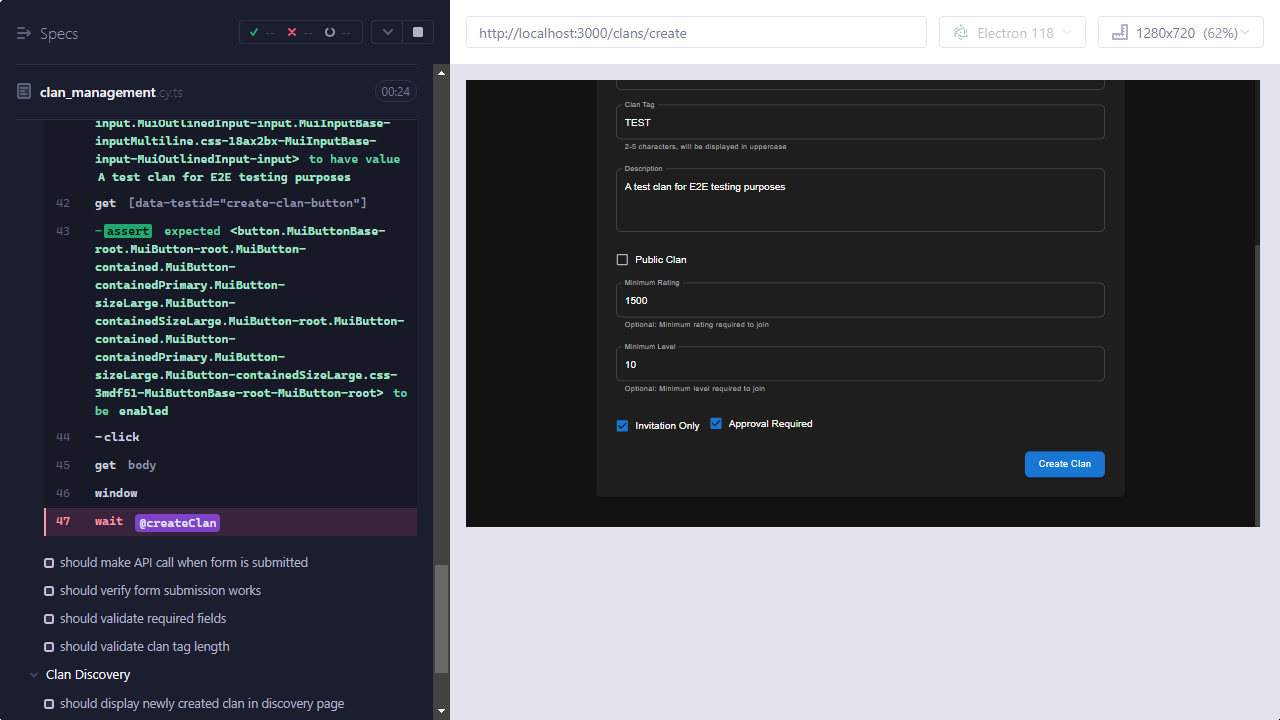 Specs
-- -- --
http://localhost:3000/clans/create
Electron 118
1280x720 (62%)
clan_management.cy.ts
00:24
input.MuiOutlinedInput-input.MuiInputBase-
inputMultiline.css-18ax2bx-MuiInputBase-
input-MuiOutlinedInput-input> to have value
A test clan for E2E testing purposes
42 get [data-testid="create-clan-button"]
43 -assert expected <button.MuiButtonBase-
root.MuiButton-root.MuiButton-
contained.MuiButton-
containedPrimary.MuiButton-
sizeLarge.MuiButton-
containedSizeLarge.MuiButton-root.MuiButton-
contained.MuiButton-
containedPrimary.MuiButton-
sizeLarge.MuiButton-containedSizeLarge.css-
3mdf61-MuiButtonBase-root-MuiButton-root> to
be enabled
44 -click
45 get body
46 window
47 wait @createClan
should make API call when form is submitted
should verify form submission works
should validate required fields
should validate clan tag length
Clan Discovery
should display newly created clan in discovery page
Clan Tag
TEST
2-5 characters, will be displayed in uppercase
Description
A test clan for E2E testing purposes
Public Clan
Minimum Rating
1500
Optional: Minimum rating required to join
Minimum Level
10
Optional: Minimum level required to join
Invitation Only
Approval Required
Create Clan